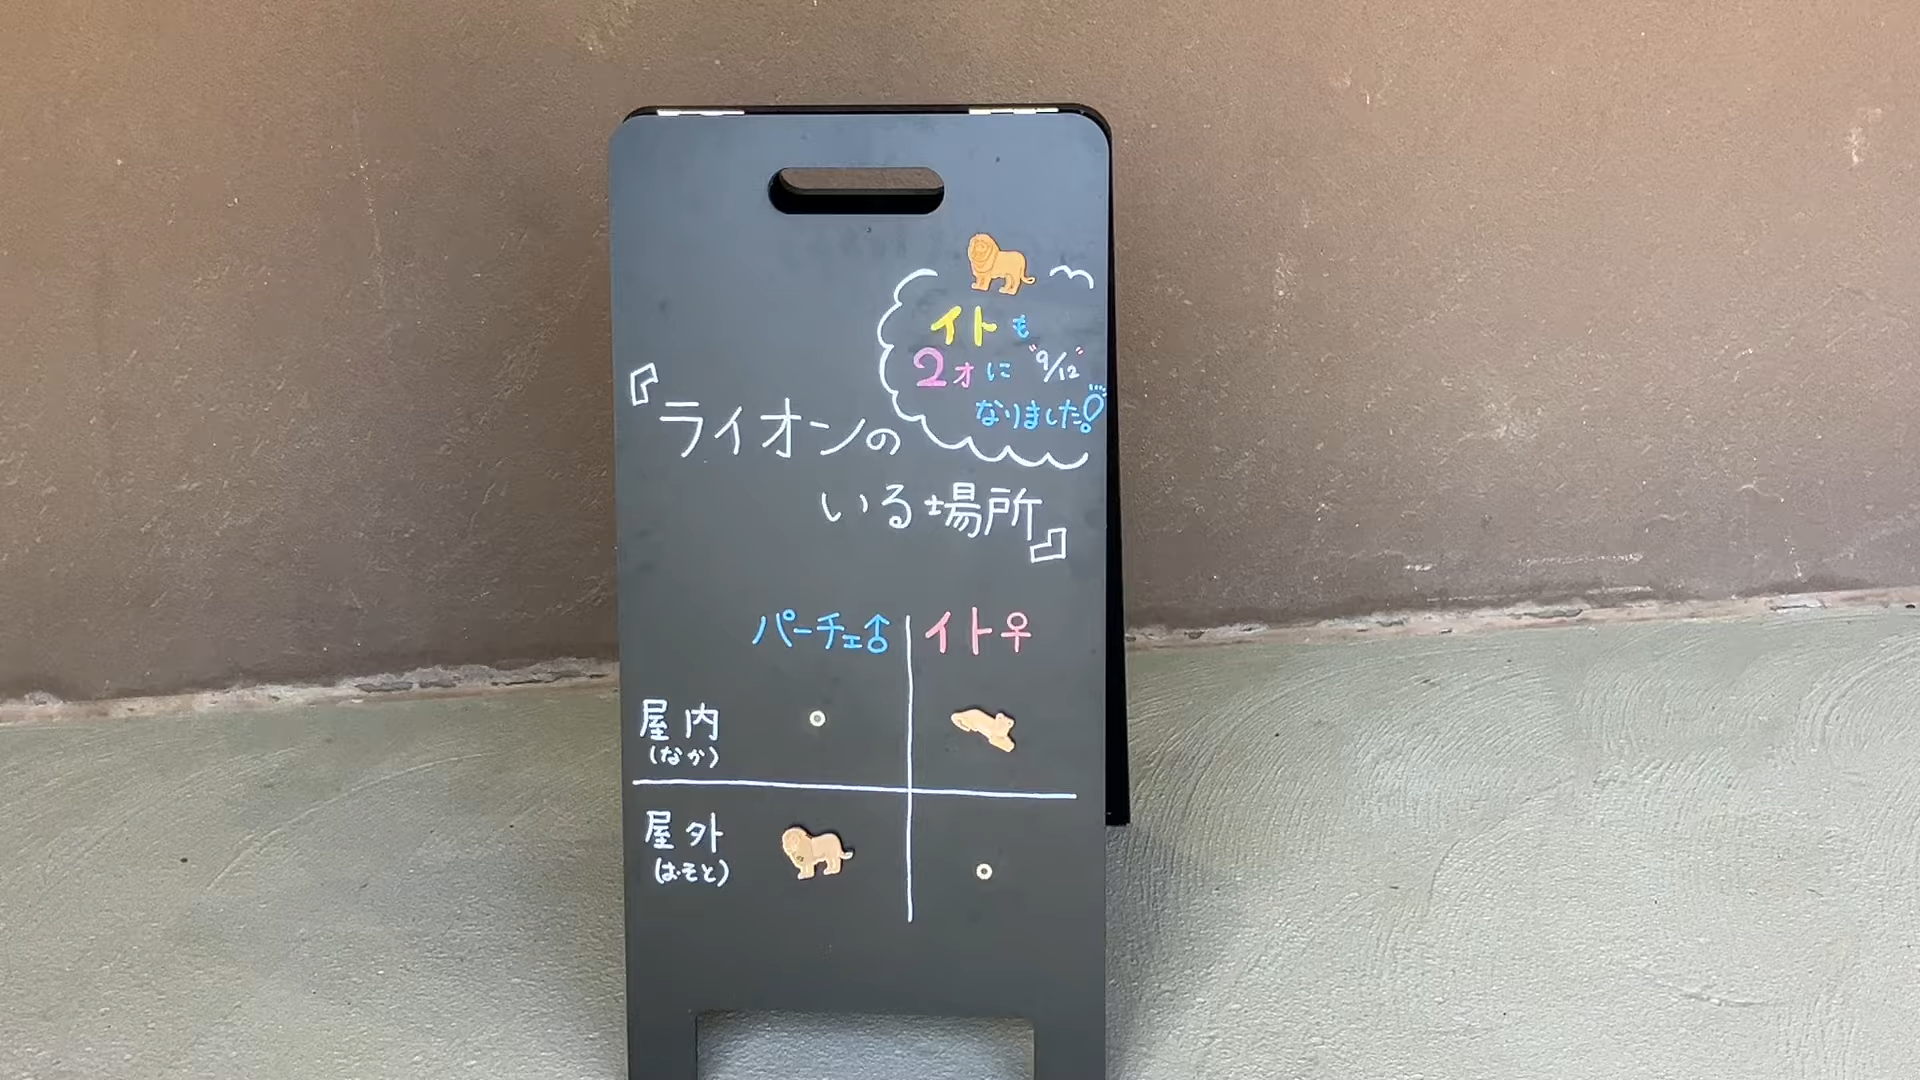 イトも
2才に "9/12"
なりました!
『ライオンの
いる場所』
パーチェ♂ イト♀
屋内
(なか)
屋外
(おそと)